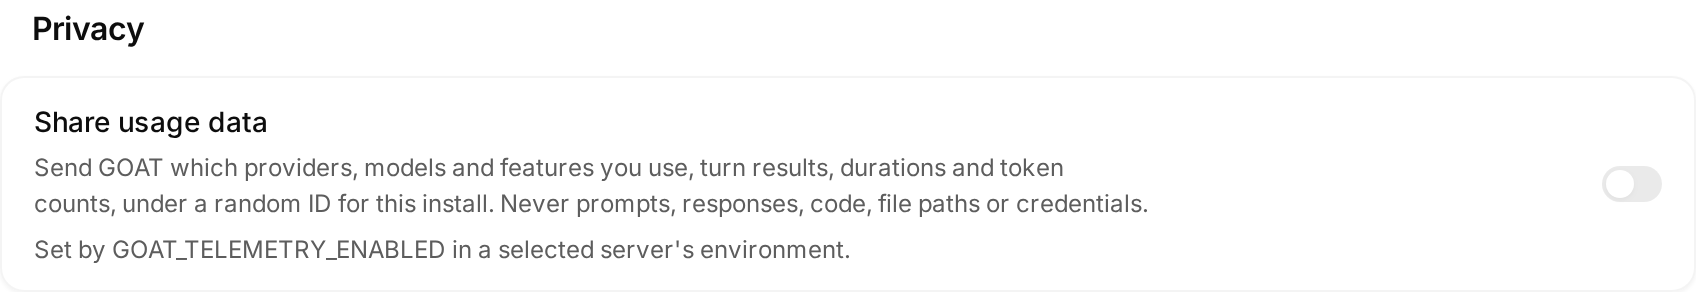 Privacy
Share usage data
Send GOAT which providers, models and features you use, turn results, durations and token
counts, under a random ID for this install. Never prompts, responses, code, file paths or credentials.
Set by GOAT_TELEMETRY_ENABLED in a selected server's environment.